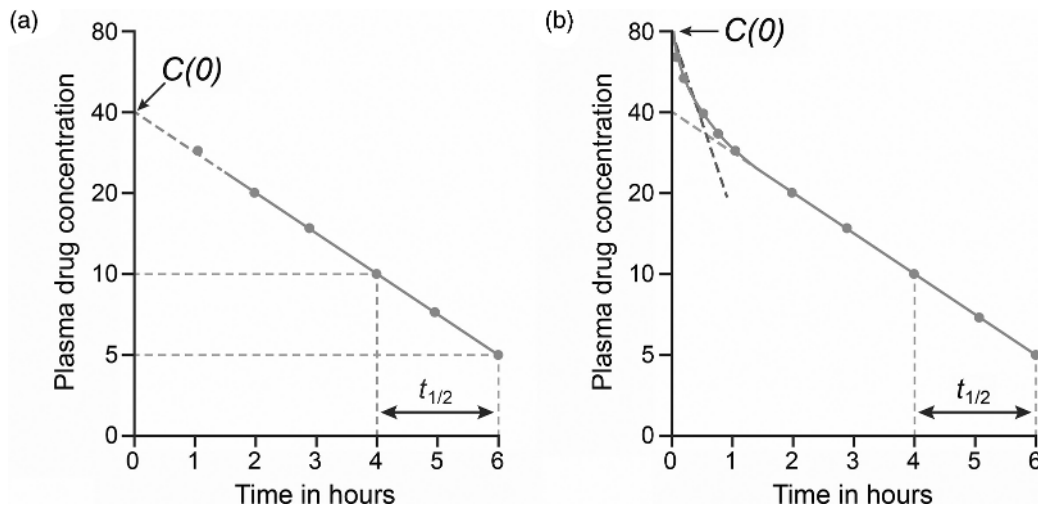 (a)
80
C(0)
40
20
10
5
0
t1/2
0 1 2 3 4 5 6
Time in hours
Plasma drug concentration
(b)
80
C(0)
40
20
10
5
0
t1/2
0 1 2 3 4 5 6
Time in hours
Plasma drug concentration